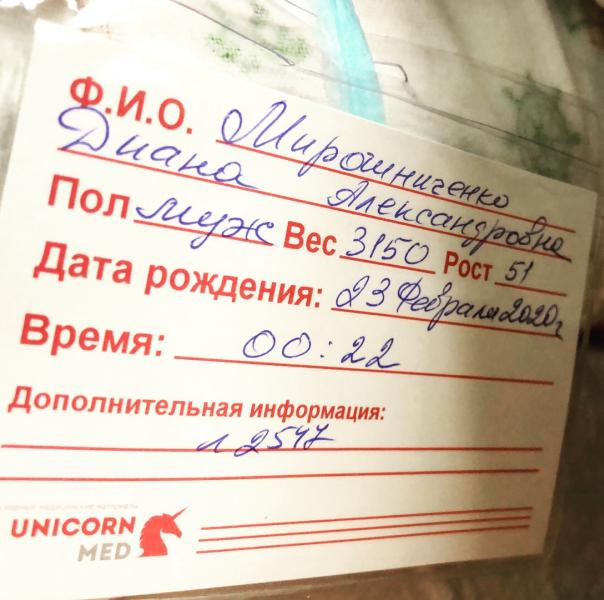 Ф.И.О. Мирошниченко
Диана Александровна
Пол муж Вес 3150 Рост 51
Дата рождения: 23 Февраля 2020г
Время: 00:22
Дополнительная информация:
л 2547
UNICORN
MED